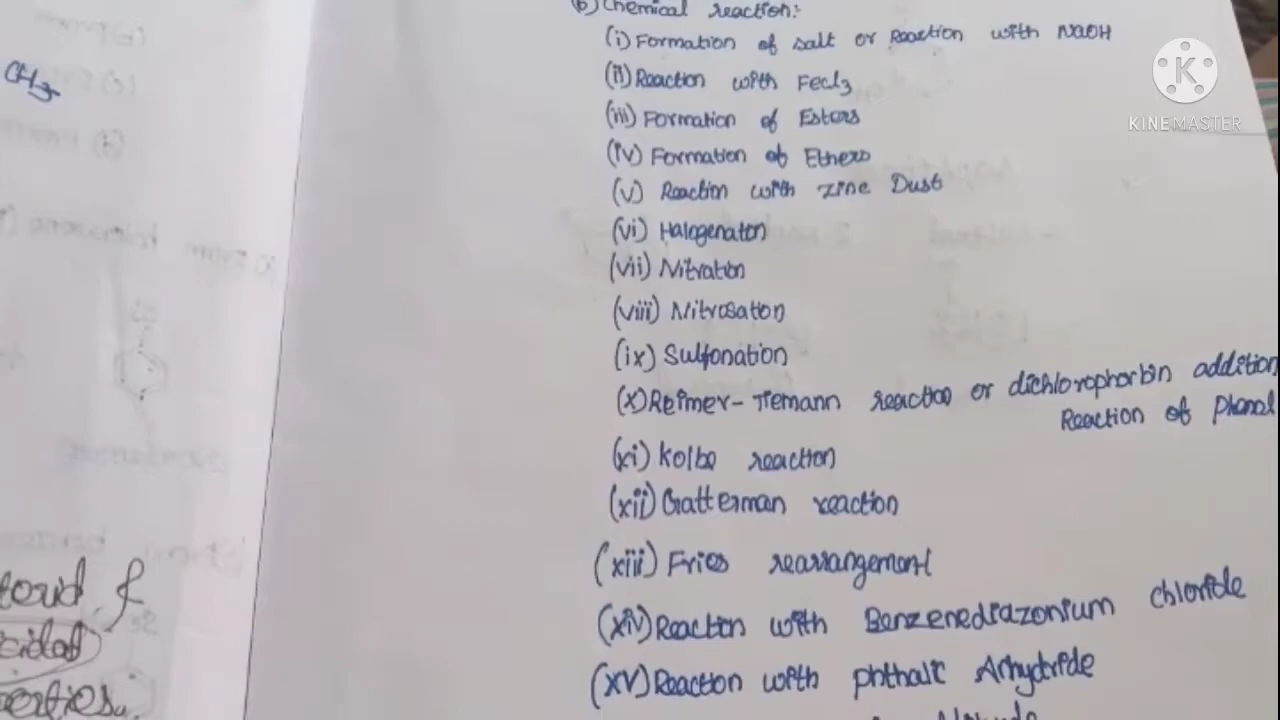 CH3
(b) Chemical reaction:-
(i) Formation of salt or Reaction with NaOH
(ii) Reaction with FeCl3
(iii) Formation of Esters
(iv) Formation of Ethers
(v) Reaction with zinc Dust
(vi) Halogenation
(vii) Nitration
(viii) Nitrosation
(ix) Sulfonation
(x) Reimer-Tiemann reaction or dichlorophorbin addition
Reaction of Phenol
(xi) Kolbe reaction
(xii) Gatterman reaction
(xiii) Fries rearrangement
(xiv) Reaction with Benzenediazonium chloride
(xv) Reaction with phthalic Anhydride
K
KINEMASTER